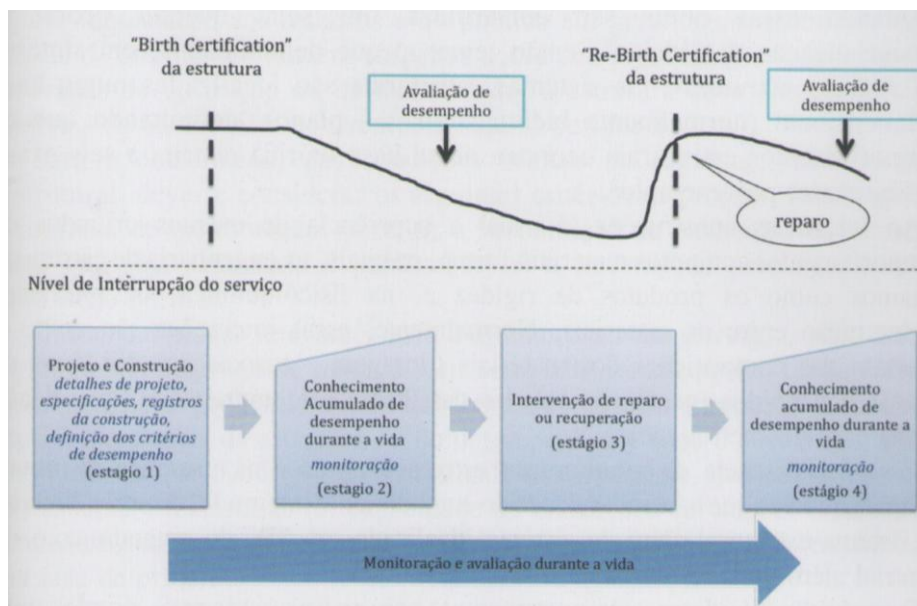 “Birth Certification”
da estrutura
Avaliação de
desempenho
“Re-Birth Certification”
da estrutura
Avaliação de
desempenho
reparo
Nível de Interrupção do serviço
Projeto e Construção
detalhes de projeto,
especificações, registros
da construção,
definição dos critérios
de desempenho
(estagio 1)
Conhecimento
Acumulado de
desempenho
durante a vida
monitoração
(estagio 2)
Intervenção de reparo
ou recuperação
(estágio 3)
Conhecimento
acumulado de
desempenho durante a
vida
monitoração
(estágio 4)
Monitoração e avaliação durante a vida